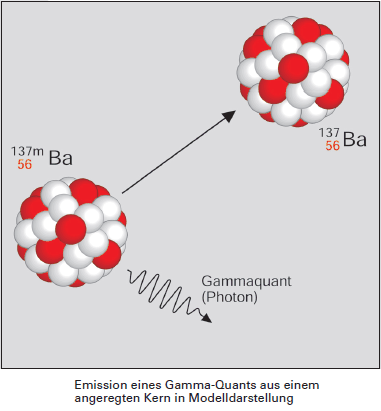 137 Ba
56
137m Ba
56
Gammaquant
(Photon)
Emission eines Gamma-Quants aus einem
angeregten Kern in Modelldarstellung